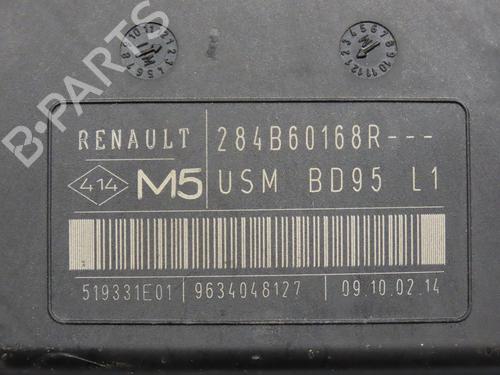 B-PARTS
RENAULT 284B60168R---
414 M5 USM BD95 L1
519331E01 9634048127 09.10.02.14